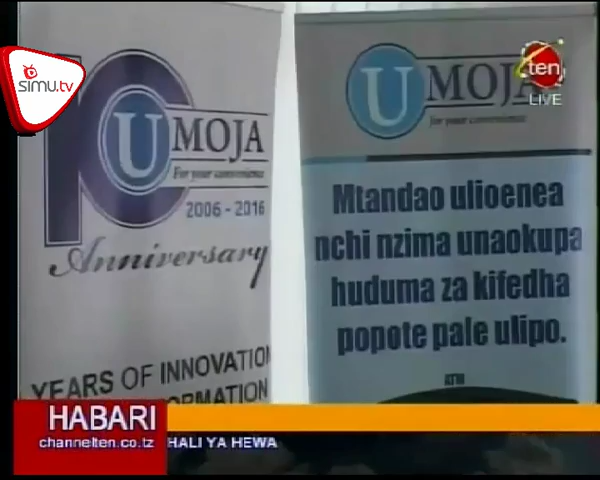 simu.tv
10
UMOJA
For your convenience
2006 - 2016
Anniversary
YEARS OF INNOVATION
UMOJA
for your convenience
Mtandao ulioenea
nchi nzima unaokupa
huduma za kifedha
popote pale ulipo.
ten
LIVE
HABARI
channelten.co.tz
HALI YA HEWA